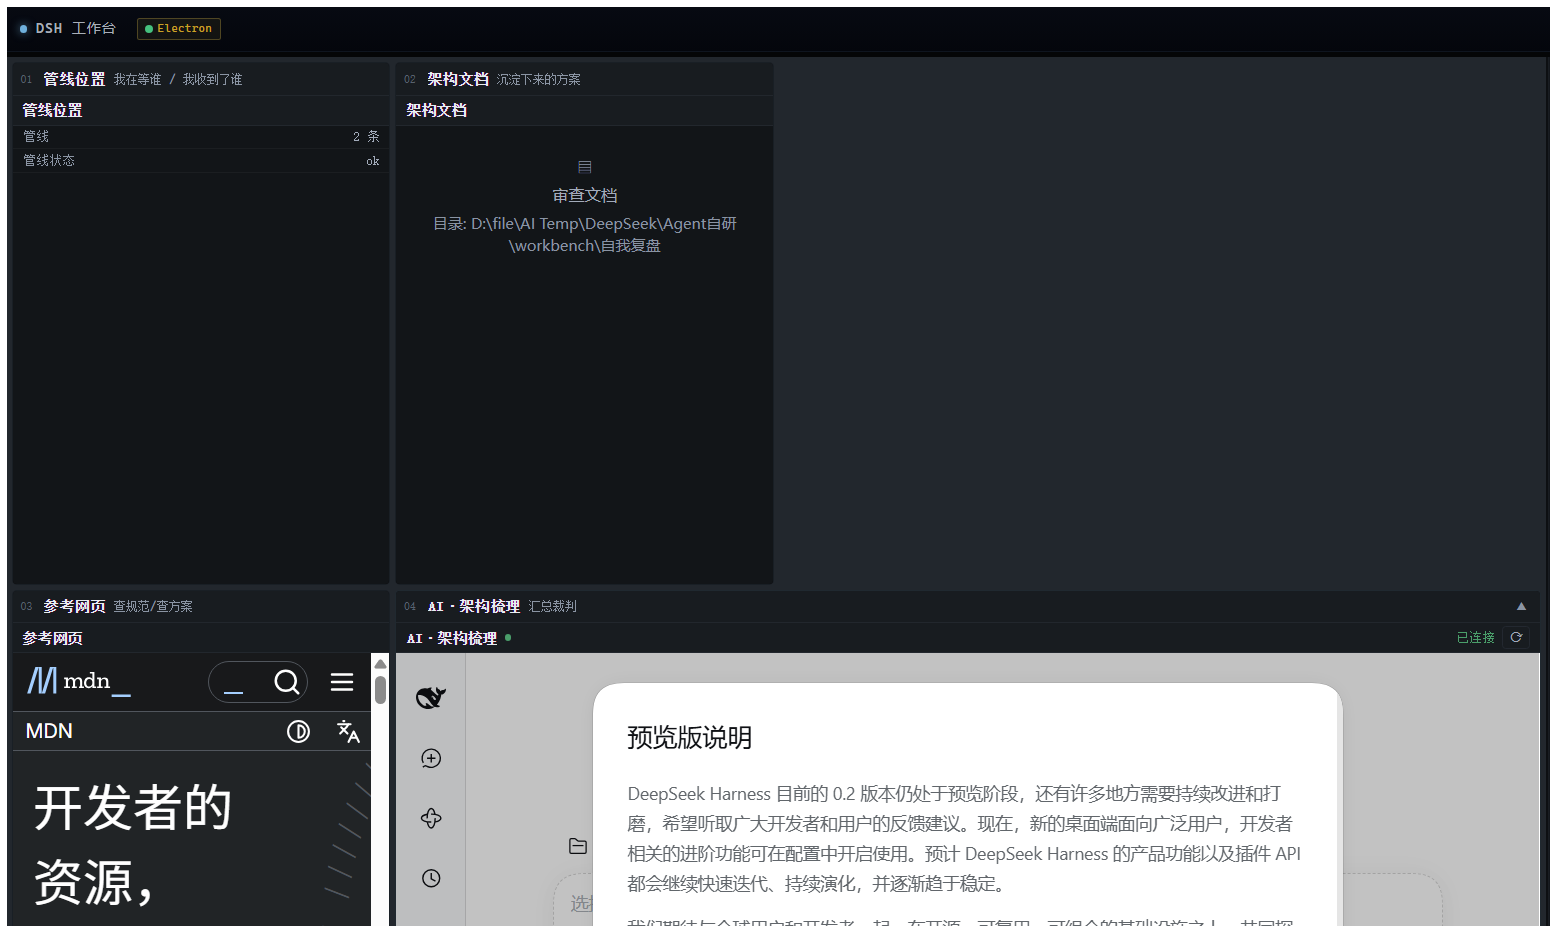 DSH 工作台
Electron
01 管线位置 我在等谁 / 我收到了谁
管线位置
管线 2 条
管线状态 ok
02 架构文档 沉淀下来的方案
架构文档
审查文档
目录: D:\file\AI Temp\DeepSeek\Agent自研
\workbench\自我复盘
03 参考网页 查规范/查方案
参考网页
mdn_
MDN
开发者的
资源，
04 AI · 架构梳理 汇总裁判
AI · 架构梳理
已连接
预览版说明
DeepSeek Harness 目前的 0.2 版本仍处于预览阶段，还有许多地方需要持续改进和打
磨，希望听取广大开发者和用户的反馈建议。现在，新的桌面端面向广泛用户，开发者
相关的进阶功能可在配置中开启使用。预计 DeepSeek Harness 的产品功能以及插件 API
都会继续快速迭代、持续演化，并逐渐趋于稳定。